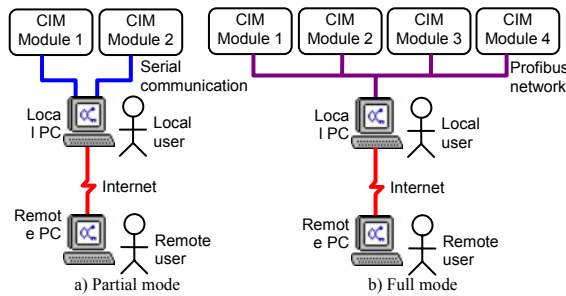 CIM
Module 1
CIM
Module 2
Serial
communication
Loca
l PC
Local
user
Internet
Remot
e PC
Remote
user
a) Partial mode
CIM
Module 1
CIM
Module 2
CIM
Module 3
CIM
Module 4
Profibus
network
Loca
l PC
Local
user
Internet
Remot
e PC
Remote
user
b) Full mode